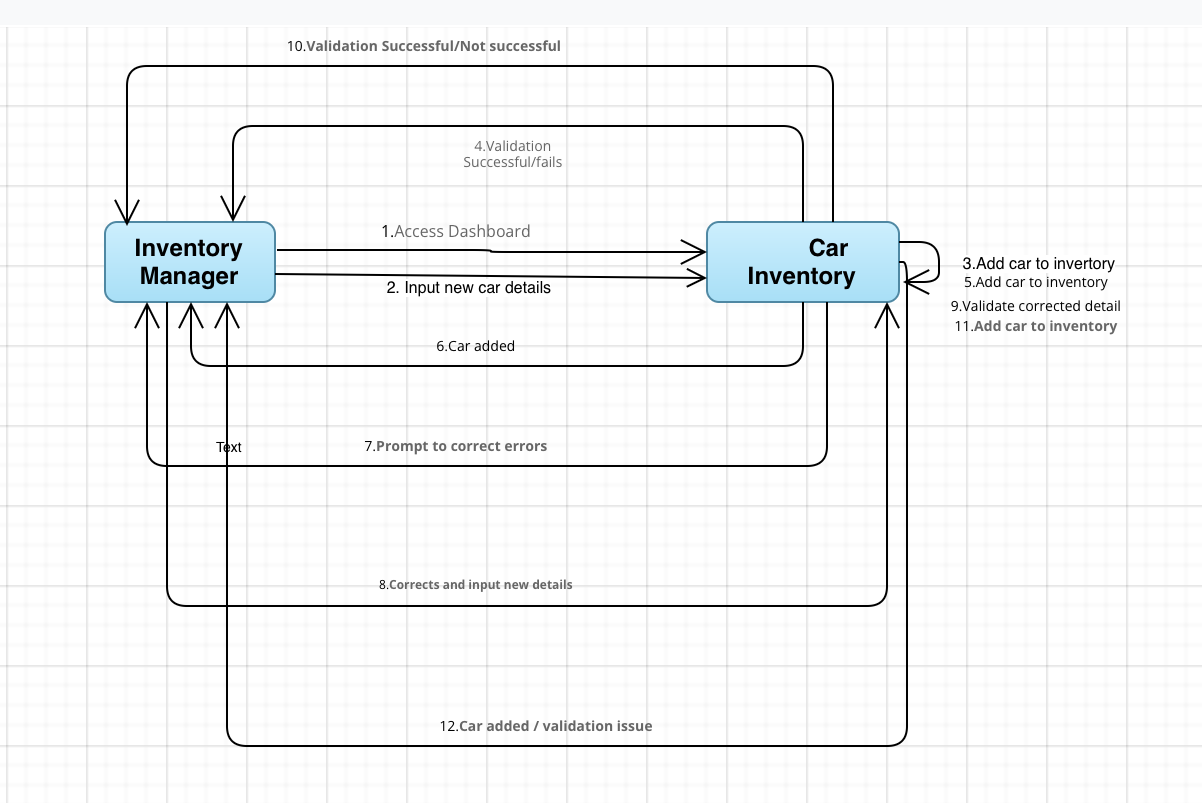 10.Validation Successful/Not successful
4.Validation
Successful/fails
1.Access Dashboard
Inventory
Manager
Car
Inventory
2. Input new car details
3.Add car to invertory
5.Add car to inventory
9.Validate corrected detail
11.Add car to inventory
6.Car added
Text
7.Prompt to correct errors
8.Corrects and input new details
12.Car added / validation issue